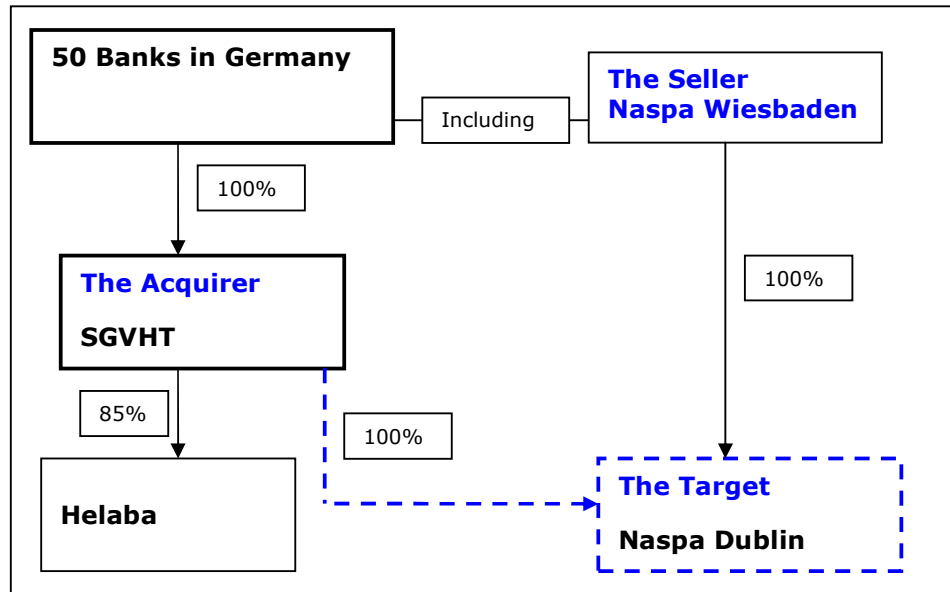 50 Banks in Germany
The Seller
Naspa Wiesbaden
Including
100%
The Acquirer
SGVHT
100%
85%
100%
Helaba
The Target
Naspa Dublin